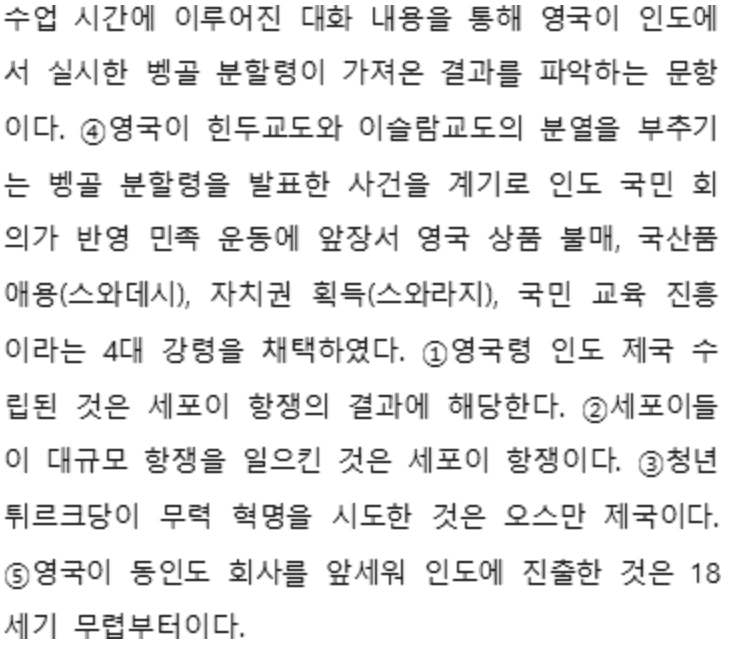 수업 시간에 이루어진 대화 내용을 통해 영국이 인도에
서 실시한 벵골 분할령이 가져온 결과를 파악하는 문항
이다. ④영국이 힌두교도와 이슬람교도의 분열을 부추기
는 벵골 분할령을 발표한 사건을 계기로 인도 국민 회
의가 반영 민족 운동에 앞장서 영국 상품 불매, 국산품
애용(스와데시), 자치권 획득(스와라지), 국민 교육 진흥
이라는 4대 강령을 채택하였다. ①영국령 인도 제국 수
립된 것은 세포이 항쟁의 결과에 해당한다. ②세포이들
이 대규모 항쟁을 일으킨 것은 세포이 항쟁이다. ③청년
튀르크당이 무력 혁명을 시도한 것은 오스만 제국이다.
⑤영국이 동인도 회사를 앞세워 인도에 진출한 것은 18
세기 무렵부터이다.